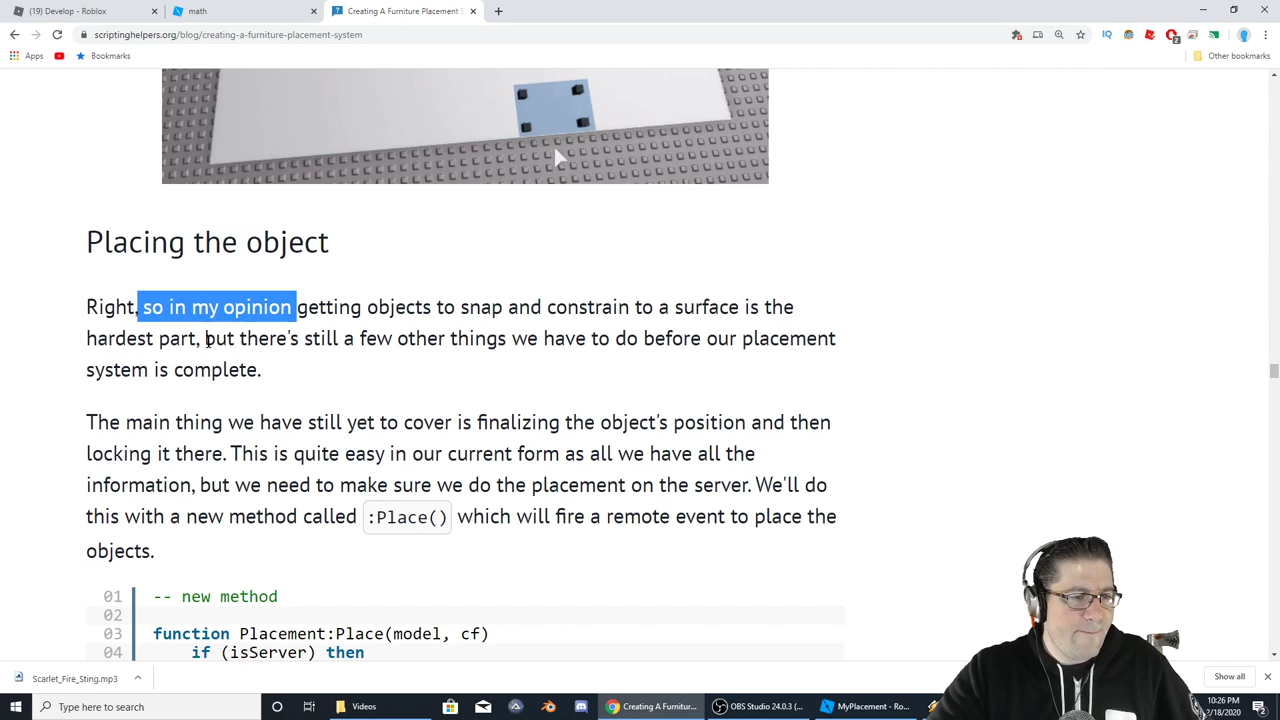 (19) Develop - Roblox
math
Creating A Furniture Placement S
scriptinghelpers.org/blog/creating-a-furniture-placement-system
Apps
Bookmarks
Other bookmarks
Placing the object
Right, so in my opinion getting objects to snap and constrain to a surface is the
hardest part, but there's still a few other things we have to do before our placement
system is complete.
The main thing we have still yet to cover is finalizing the object's position and then
locking it there. This is quite easy in our current form as all we have all the
information, but we need to make sure we do the placement on the server. We'll do
this with a new method called :Place() which will fire a remote event to place the
objects.
01 -- new method
02
03 function Placement:Place(model, cf)
04 if (isServer) then
Scarlet_Fire_Sting.mp3
Show all
Type here to search
Videos
Creating A Furnitur...
OBS Studio 24.0.3 (...
MyPlacement - Ro...
10:26 PM
2/18/2020